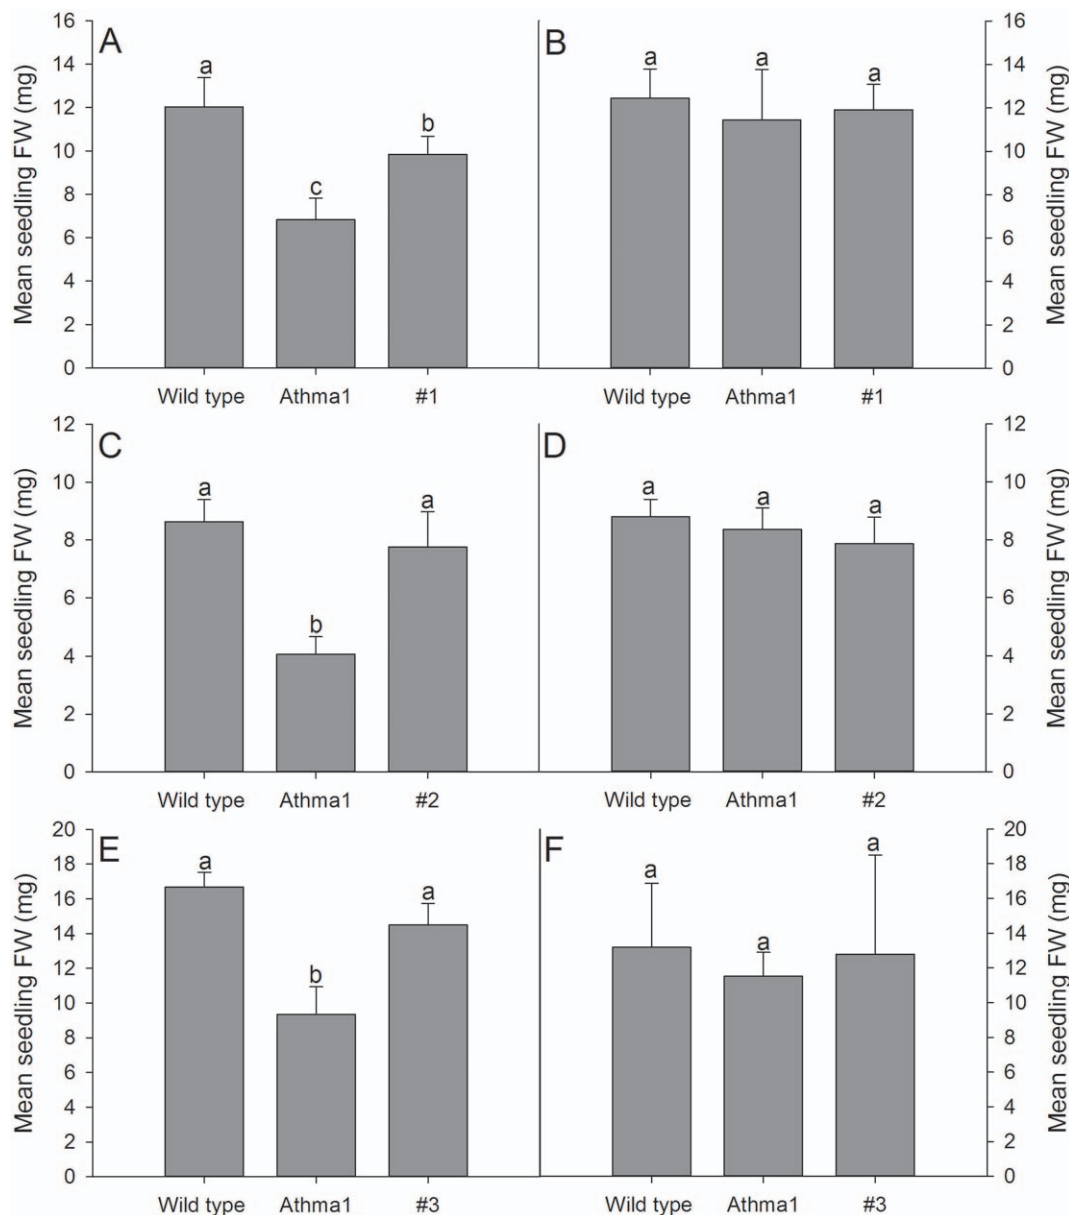 A
Mean seedling FW (mg)
16
14
12
10
8
6
4
2
0
a
c
b
Wild type Athma1 #1
B
a
a
a
16
14
12
10
8
6
4
2
0
Mean seedling FW (mg)
Wild type Athma1 #1
C
Mean seedling FW (mg)
12
10
8
6
4
2
0
a
b
a
Wild type Athma1 #2
D
a
a
a
12
10
8
6
4
2
0
Mean seedling FW (mg)
Wild type Athma1 #2
E
Mean seedling FW (mg)
20
18
16
14
12
10
8
6
4
2
0
a
b
a
Wild type Athma1 #3
F
a
a
a
20
18
16
14
12
10
8
6
4
2
0
Mean seedling FW (mg)
Wild type Athma1 #3